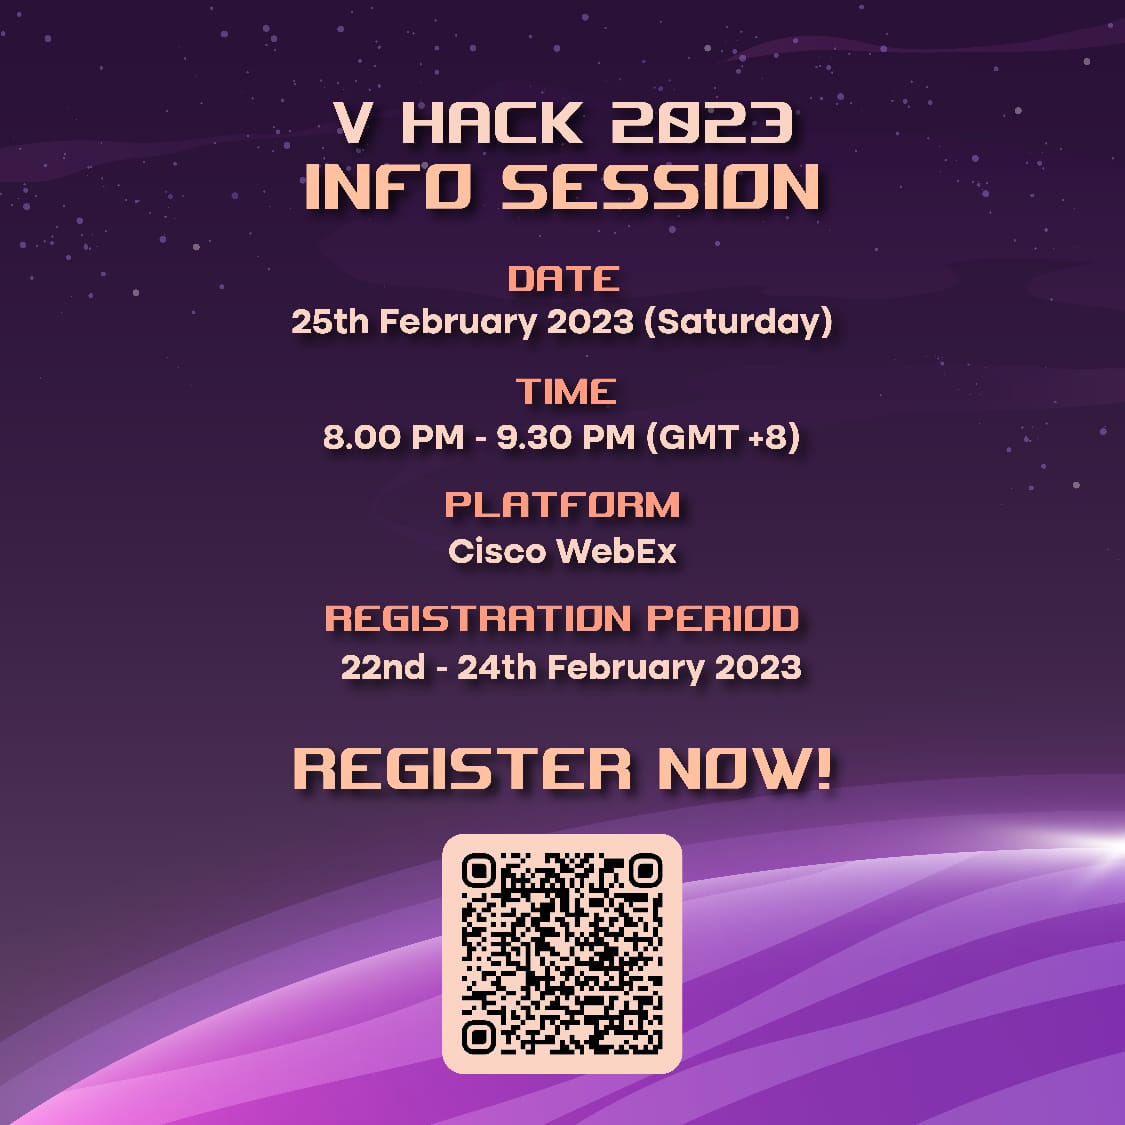 V HACK 2023
INFO SESSION
DATE
25th February 2023 (Saturday)
TIME
8.00 PM - 9.30 PM (GMT +8)
PLATFORM
Cisco WebEx
REGISTRATION PERIOD
22nd - 24th February 2023
REGISTER NOW!